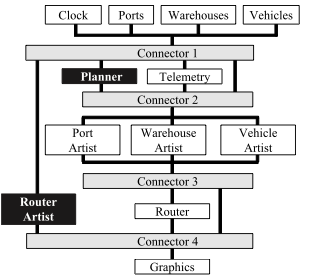 Clock Ports Warehouses Vehicles
Connector 1
Planner Telemetry
Connector 2
Port Artist
Warehouse Artist
Vehicle Artist
Connector 3
Router Artist
Router
Connector 4
Graphics